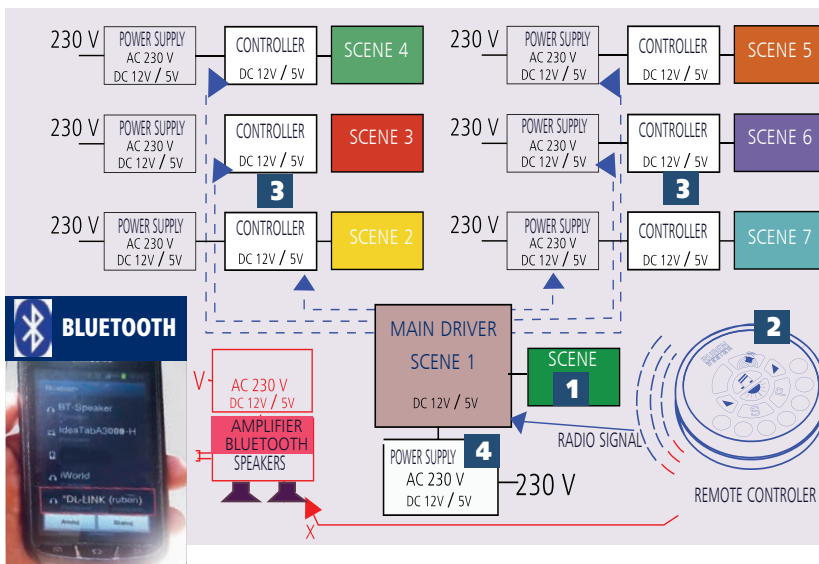 230 V
POWER SUPPLY
AC 230 V
DC 12V / 5V
CONTROLLER
DC 12V / 5V
SCENE 4
230 V
POWER SUPPLY
AC 230 V
DC 12V / 5V
CONTROLLER
DC 12V / 5V
SCENE 5
230 V
POWER SUPPLY
AC 230 V
DC 12V / 5V
CONTROLLER
DC 12V / 5V
3
SCENE 3
230 V
POWER SUPPLY
AC 230 V
DC 12V / 5V
CONTROLLER
DC 12V / 5V
3
SCENE 6
230 V
POWER SUPPLY
AC 230 V
DC 12V / 5V
CONTROLLER
DC 12V / 5V
SCENE 2
230 V
POWER SUPPLY
AC 230 V
DC 12V / 5V
CONTROLLER
DC 12V / 5V
SCENE 7
BLUETOOTH
BT-Speaker
IdeaTabA3000-H
iWorld
"DL-LINK (ruben)
V
AC 230 V
DC 12V / 5V
AMPLIFIER
BLUETOOTH
SPEAKERS
X
MAIN DRIVER
SCENE 1
DC 12V / 5V
SCENE
1
POWER SUPPLY
4
AC 230 V
DC 12V / 5V
230 V
RADIO SIGNAL
2
REMOTE CONTROLER